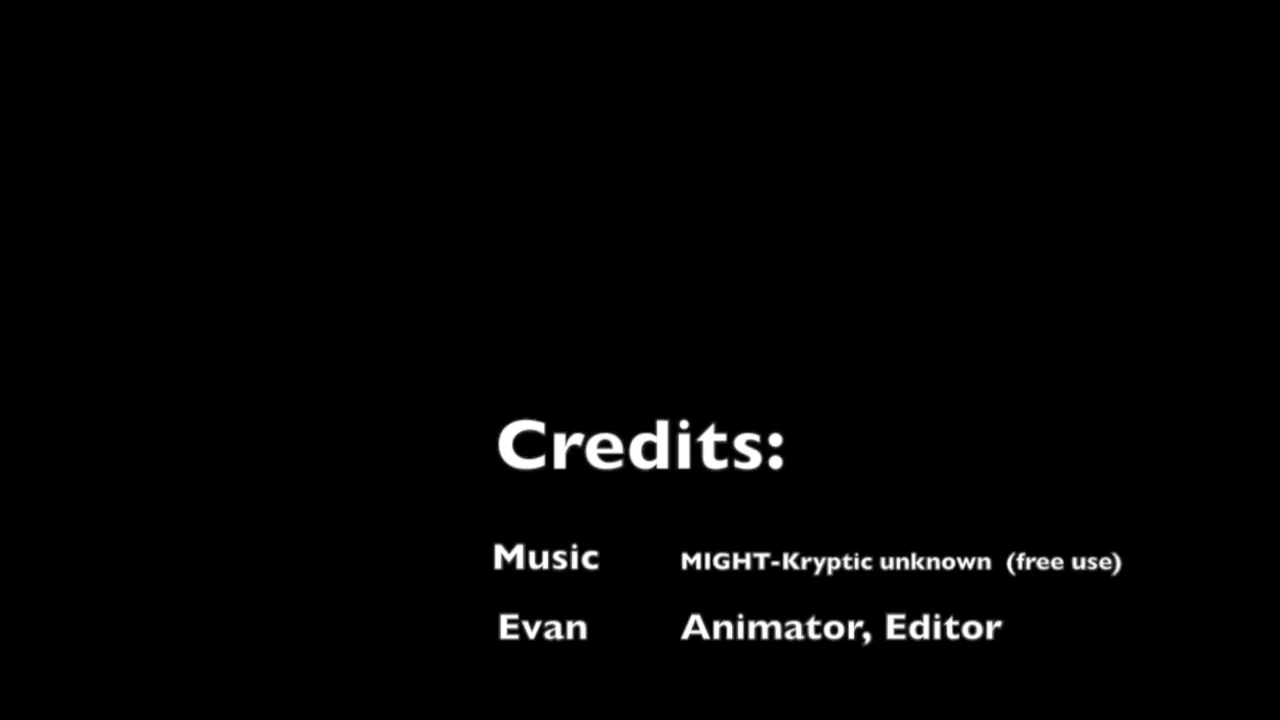 Credits:
Music MIGHT-Kryptic unknown (free use)
Evan Animator, Editor